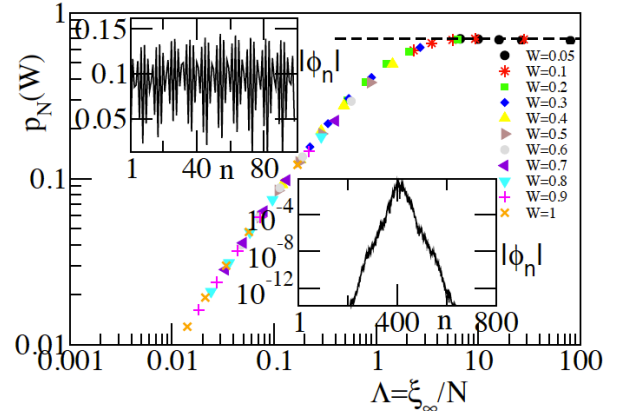 1
0.1
0.01
p_N(W)
0.15
0.1
0.05
|ϕ_n|
1 40 n 80
W=0.05
W=0.1
W=0.2
W=0.3
W=0.4
W=0.5
W=0.6
W=0.7
W=0.8
W=0.9
W=1
10^-4
10^-8
10^-12
|ϕ_n|
1 400 n 800
0.001 0.01 0.1 1 10 100
Λ=ξ_∞/N